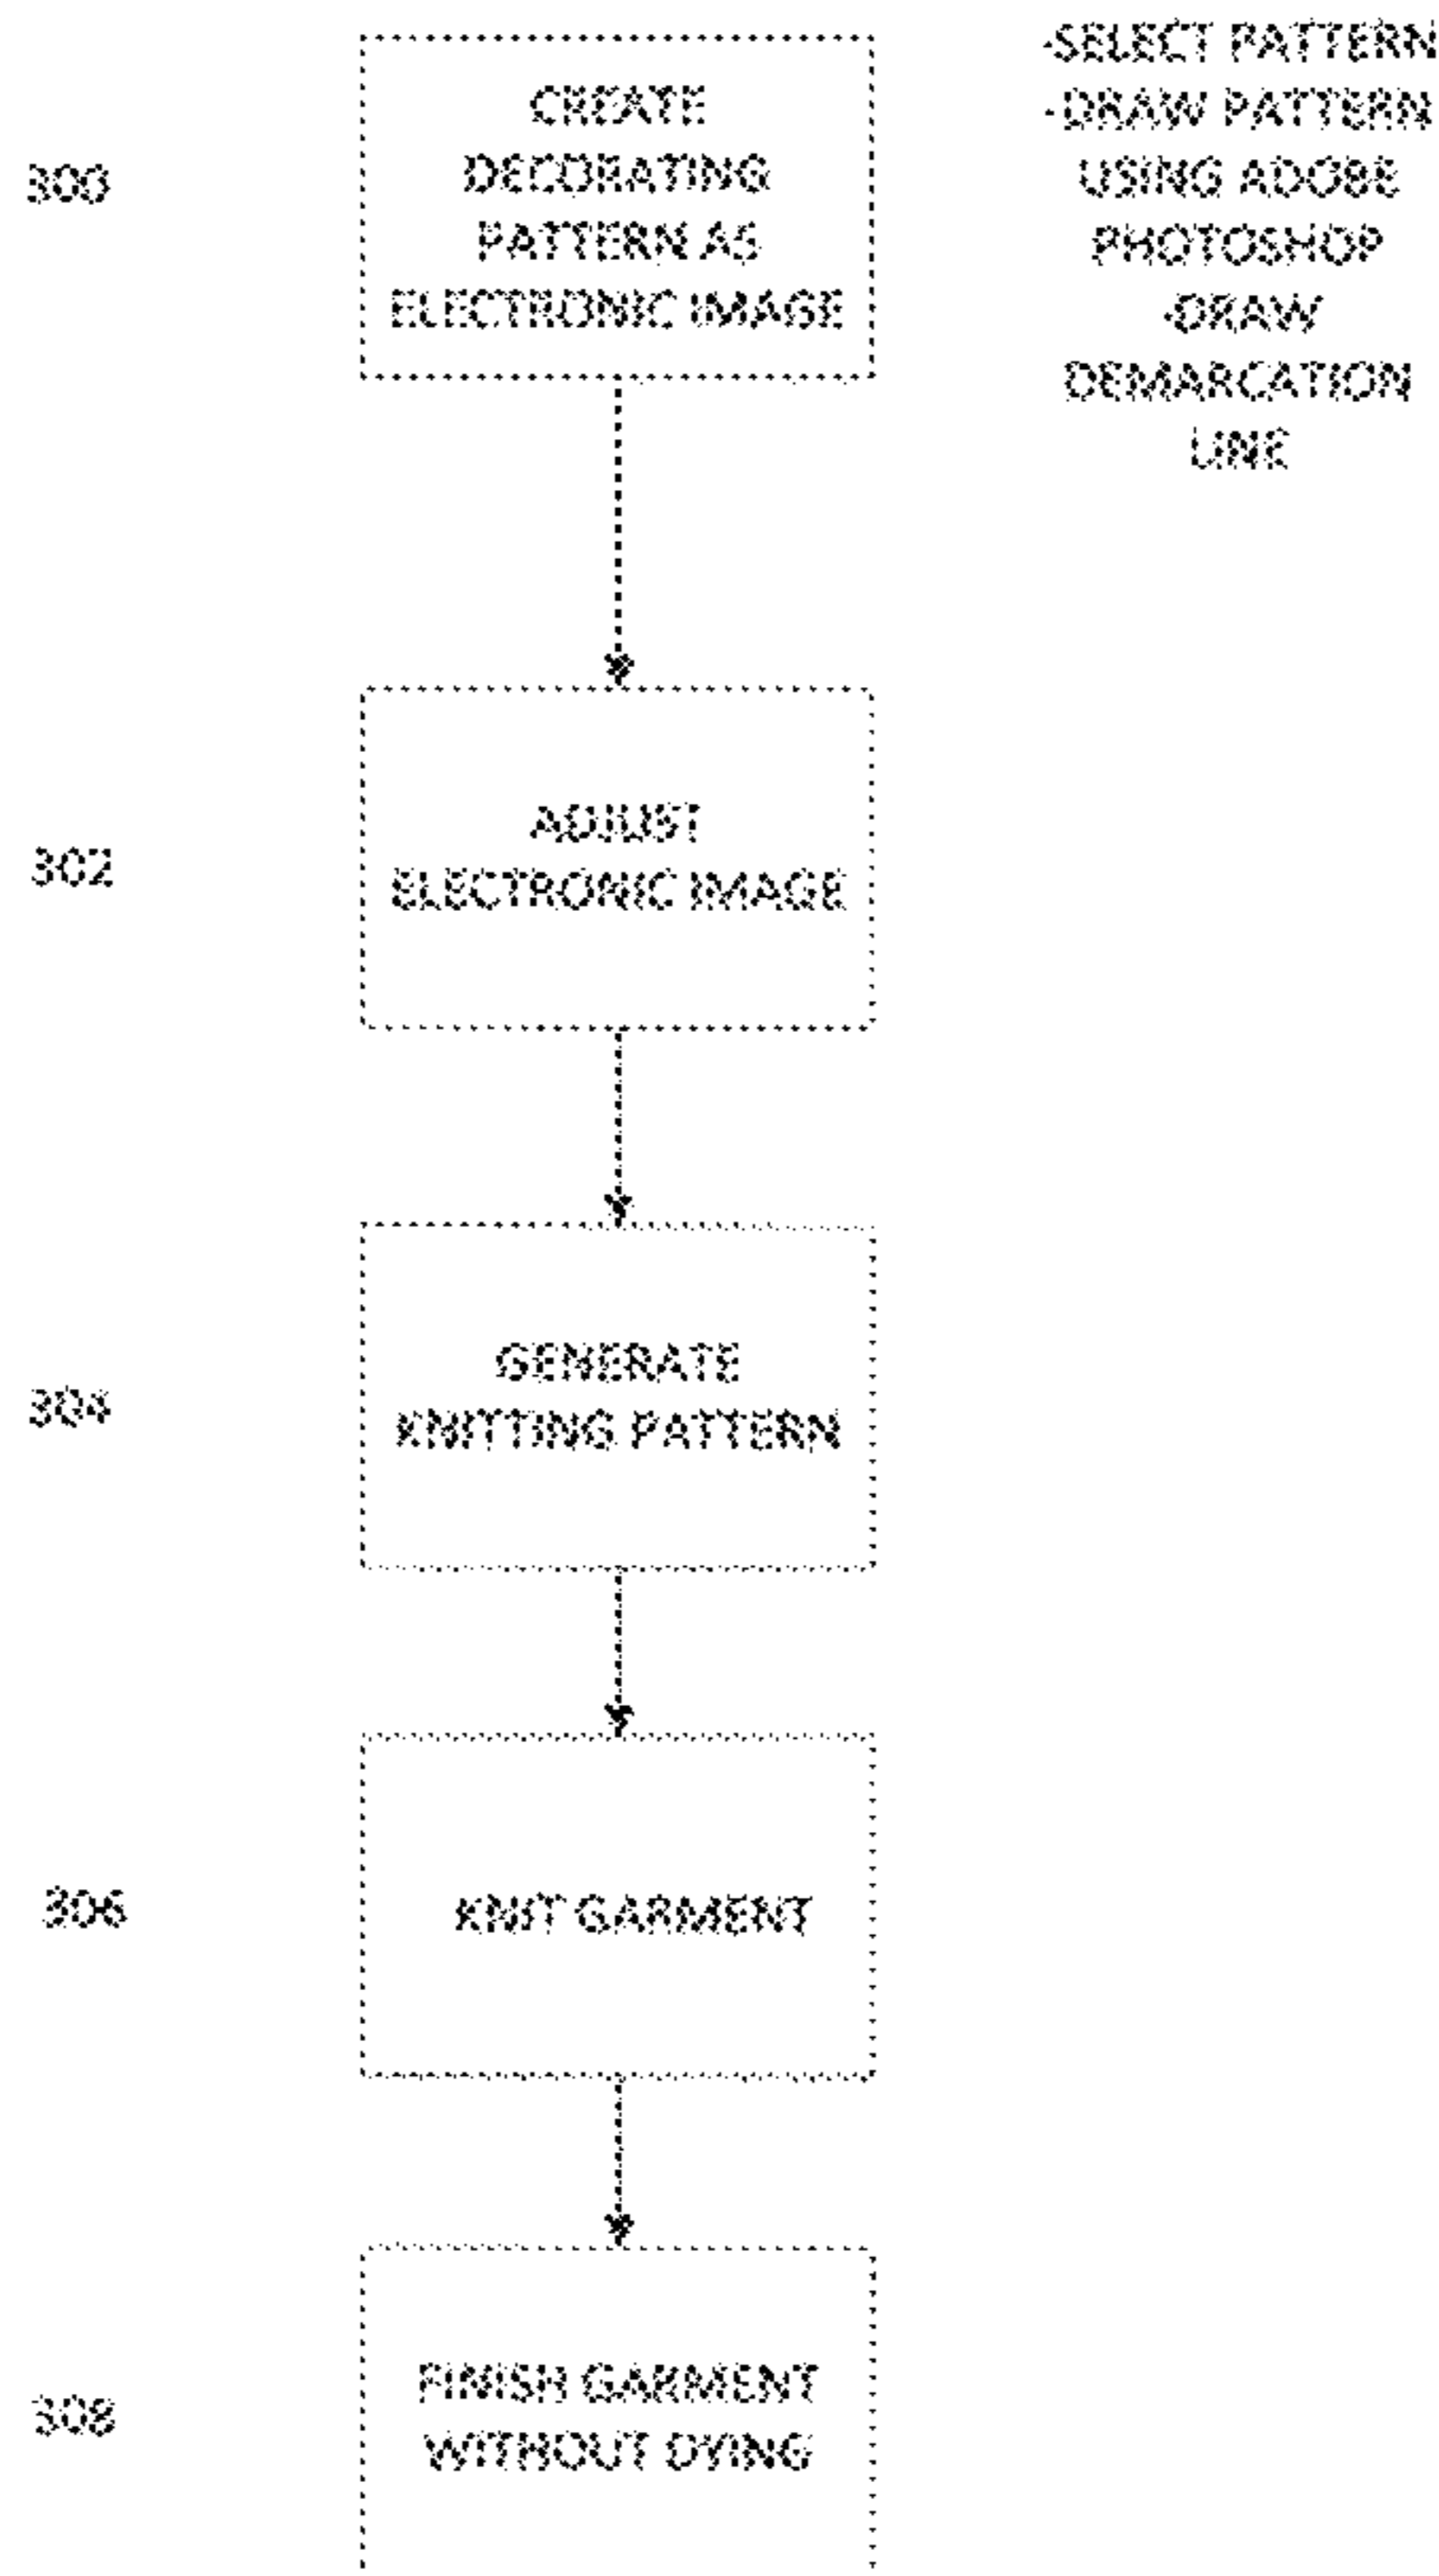 300
CREATE
DECORATING
PATTERN AS
ELECTRONIC IMAGE
-SELECT PATTERN
-DRAW PATTERN
USING ADOBE
PHOTOSHOP
-DRAW
DEMARCATION
LINE
302
ADJUST
ELECTRONIC IMAGE
304
GENERATE
KNITTING PATTERN
306
KNIT GARMENT
308
FINISH GARMENT
WITHOUT DYING